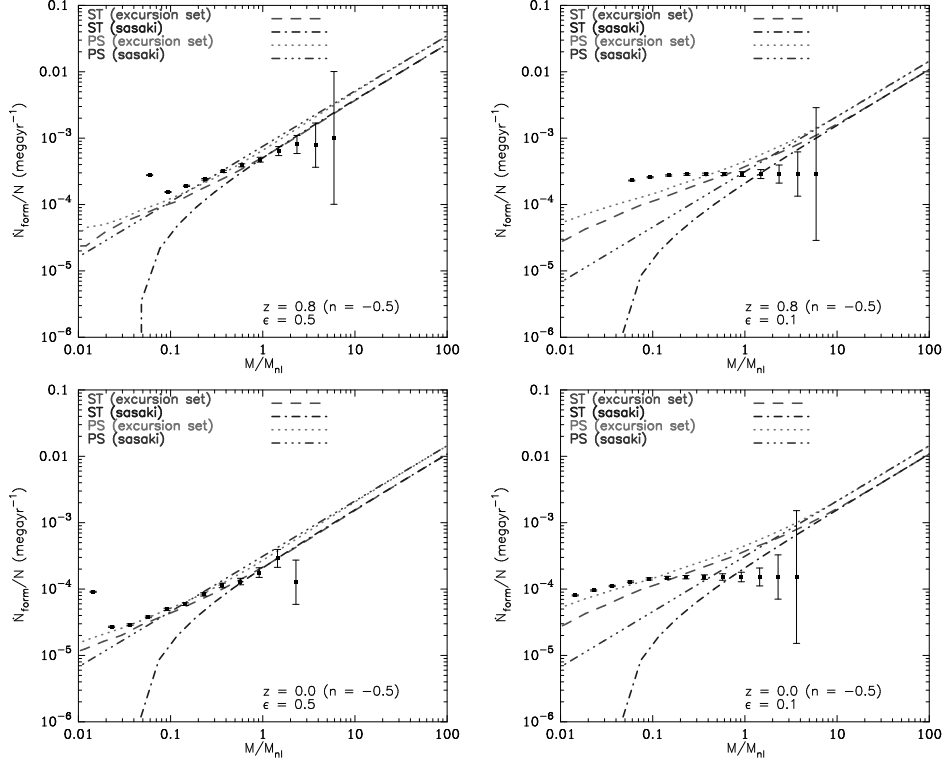 ST (excursion set)
ST (sasaki)
PS (excursion set)
PS (sasaki)
0.1
0.01
10⁻³
10⁻⁴
10⁻⁵
10⁻⁶
Ṅform/N (megayr⁻¹)
z = 0.8 (n = −0.5)
ϵ = 0.5
0.01
0.1
1
10
100
M/Mnl
ST (excursion set)
ST (sasaki)
PS (excursion set)
PS (sasaki)
0.1
0.01
10⁻³
10⁻⁴
10⁻⁵
10⁻⁶
Ṅform/N (megayr⁻¹)
z = 0.8 (n = −0.5)
ϵ = 0.1
0.01
0.1
1
10
100
M/Mnl
ST (excursion set)
ST (sasaki)
PS (excursion set)
PS (sasaki)
0.1
0.01
10⁻³
10⁻⁴
10⁻⁵
10⁻⁶
Ṅform/N (megayr⁻¹)
z = 0.0 (n = −0.5)
ϵ = 0.5
0.01
0.1
1
10
100
M/Mnl
ST (excursion set)
ST (sasaki)
PS (excursion set)
PS (sasaki)
0.1
0.01
10⁻³
10⁻⁴
10⁻⁵
10⁻⁶
Ṅform/N (megayr⁻¹)
z = 0.0 (n = −0.5)
ϵ = 0.1
0.01
0.1
1
10
100
M/Mnl